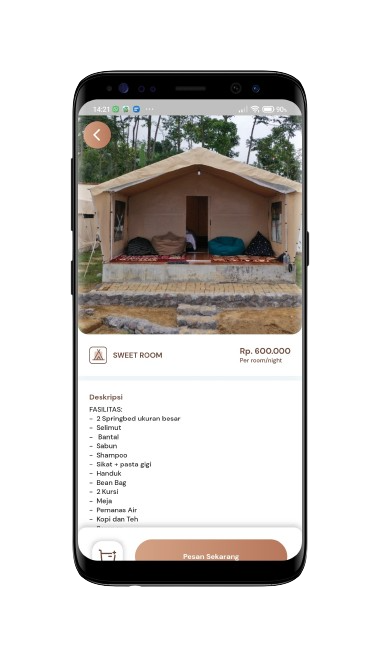 14:21
90%
SWEET ROOM
Rp. 600.000
Per room/night
Deskripsi
FASILITAS:
- 2 Springbed ukuran besar
- Selimut
- Bantal
- Sabun
- Shampoo
- Sikat + pasta gigi
- Handuk
- Bean Bag
- 2 Kursi
- Meja
- Pemanas Air
- Kopi dan Teh
Pesan Sekarang